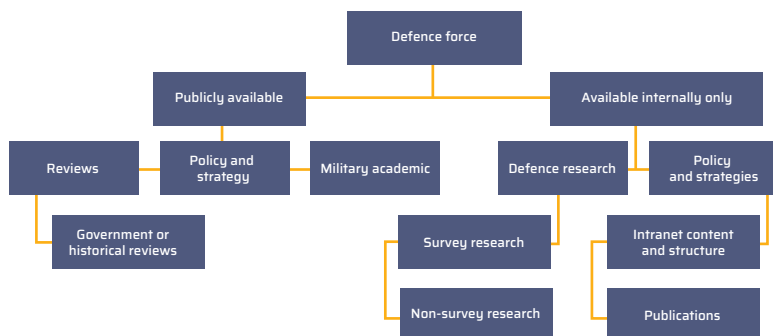 Defence force
Publicly available
Available internally only
Reviews
Policy and
strategy
Military academic
Defence research
Policy
and strategies
Government or
historical reviews
Survey research
Intranet content
and structure
Non-survey research
Publications